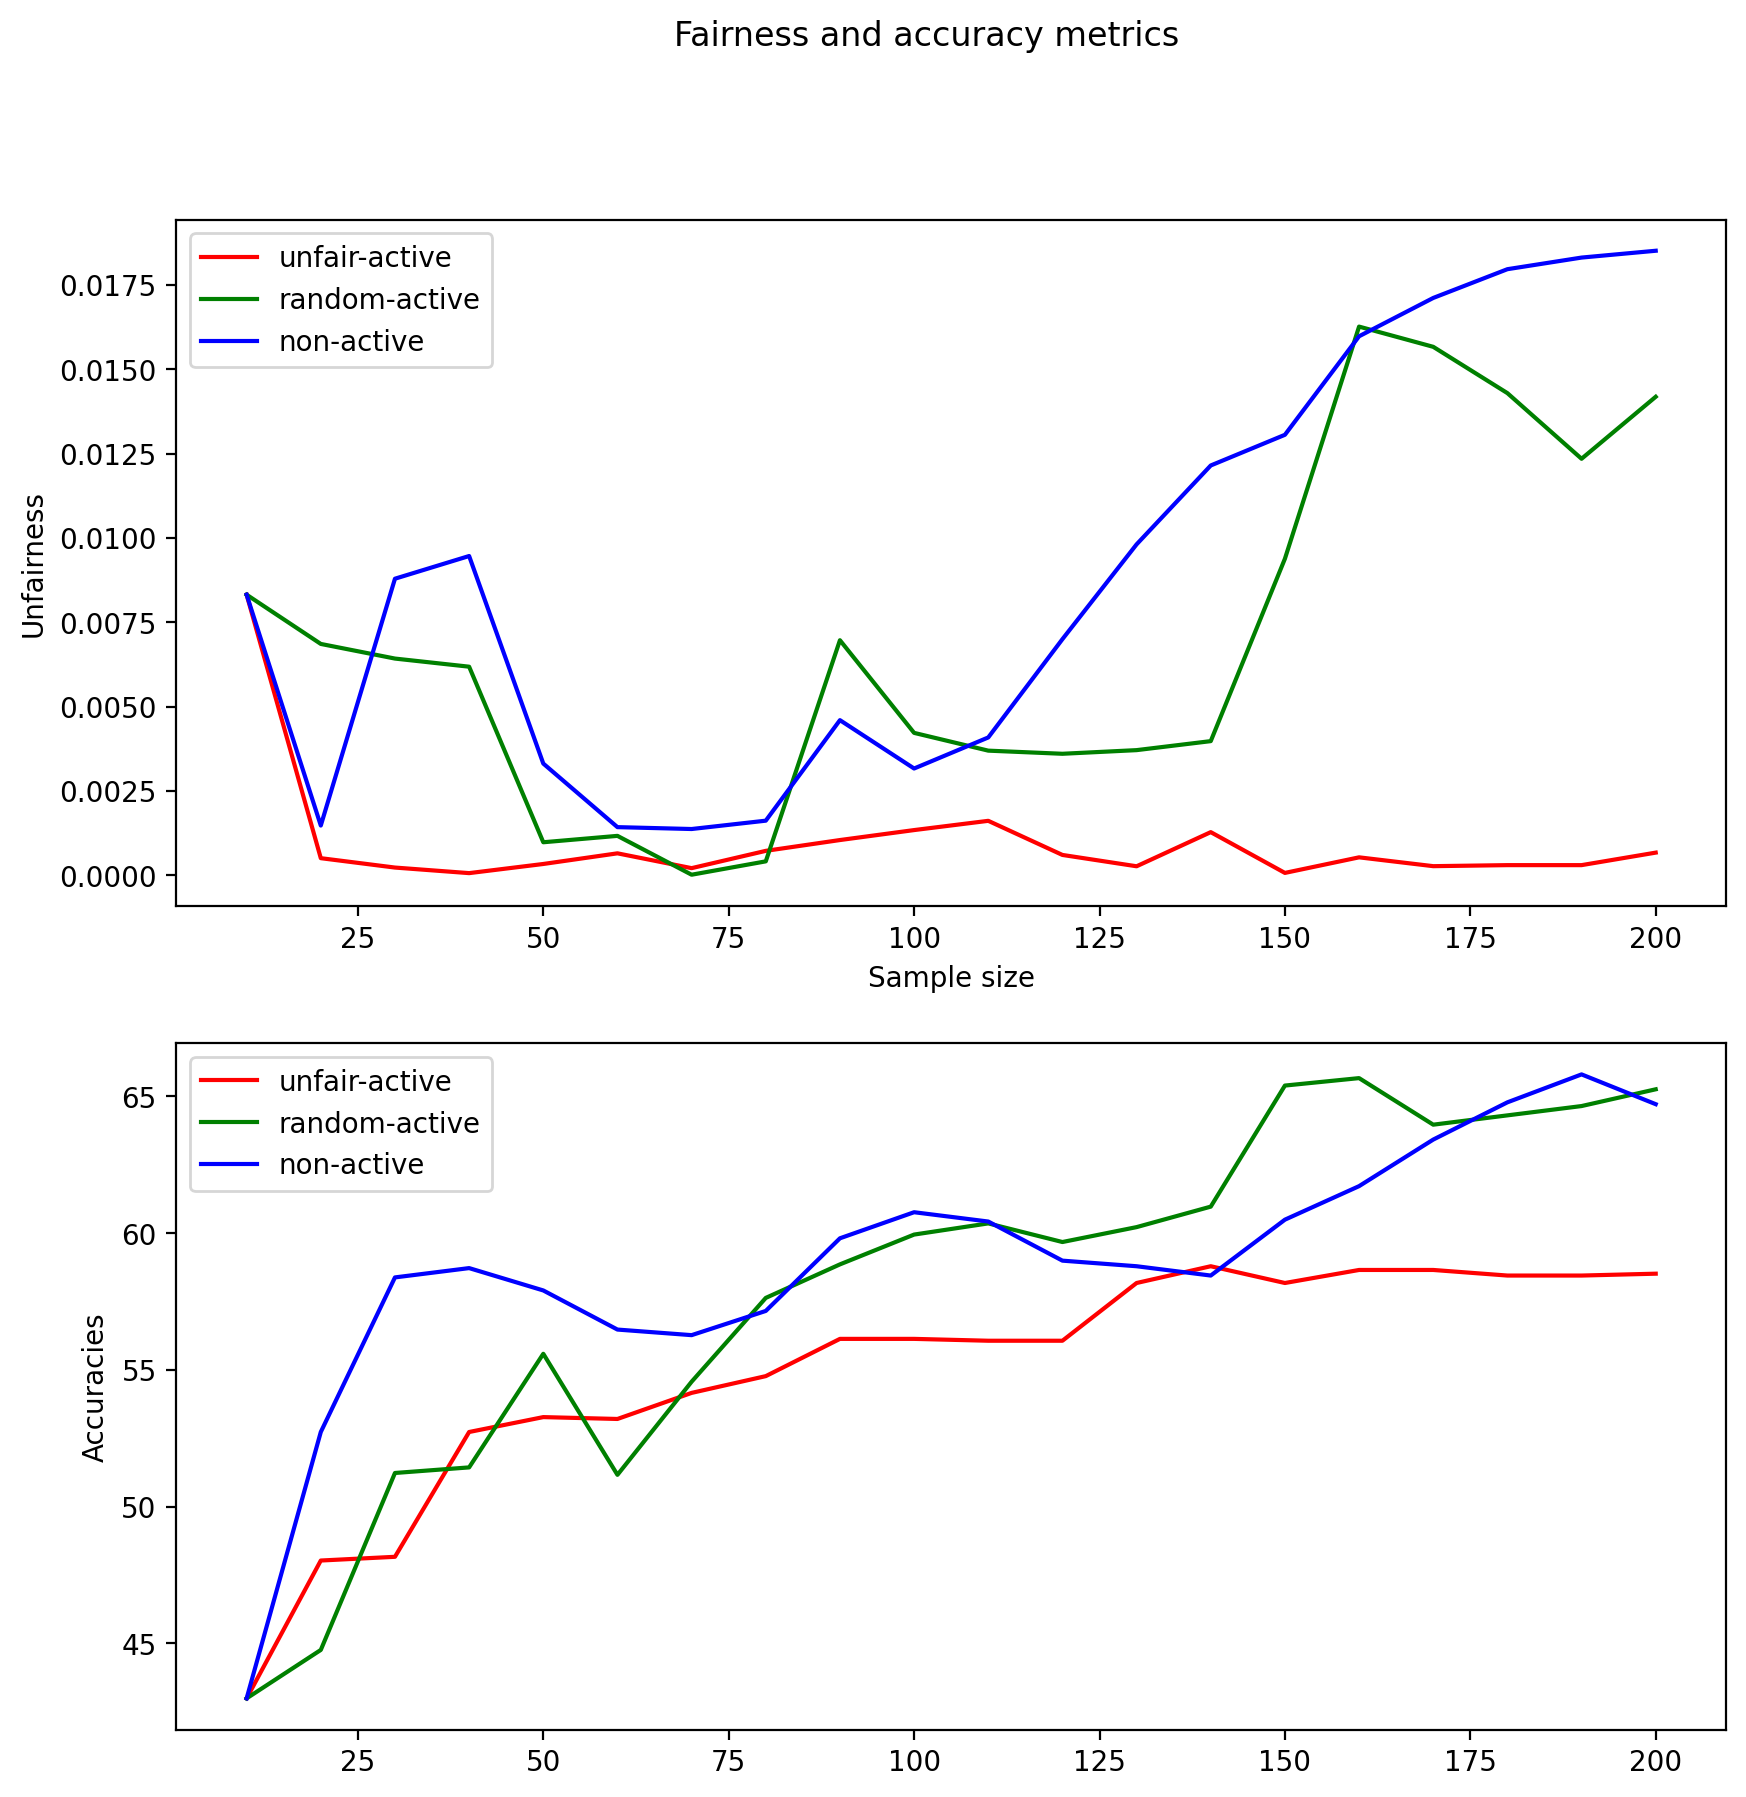 Fairness and accuracy metrics
unfair-active
random-active
non-active
0.0175
0.0150
0.0125
0.0100
0.0075
0.0050
0.0025
0.0000
Unfairness
25 50 75 100 125 150 175 200
Sample size
unfair-active
random-active
non-active
65
60
55
50
45
Accuracies
25 50 75 100 125 150 175 200